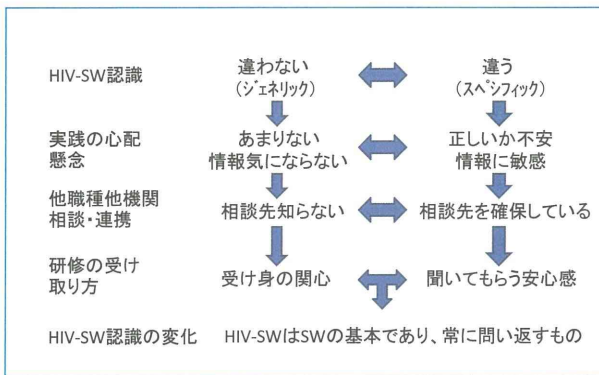 HIV-SW認識 違わない 違う
(ジェネリック) (スペシフィック)
実践の心配 あまりない 正しいか不安
懸念 情報気にならない 情報に敏感
他職種他機関
相談・連携 相談先知らない 相談先を確保している
研修の受け
取り方 受け身の関心 聞いてもらう安心感
HIV-SW認識の変化 HIV-SWはSWの基本であり、常に問い返すもの